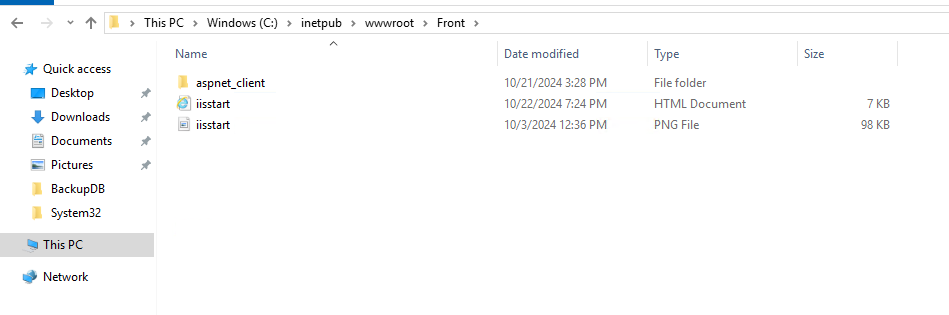 This PC > Windows (C:) > inetpub > wwwroot > Front >
Name Date modified Type Size
Quick access
Desktop
Downloads
Documents
Pictures
BackupDB
System32
This PC
Network
aspnet_client 10/21/2024 3:28 PM File folder
iisstart 10/22/2024 7:24 PM HTML Document 7 KB
iisstart 10/3/2024 12:36 PM PNG File 98 KB